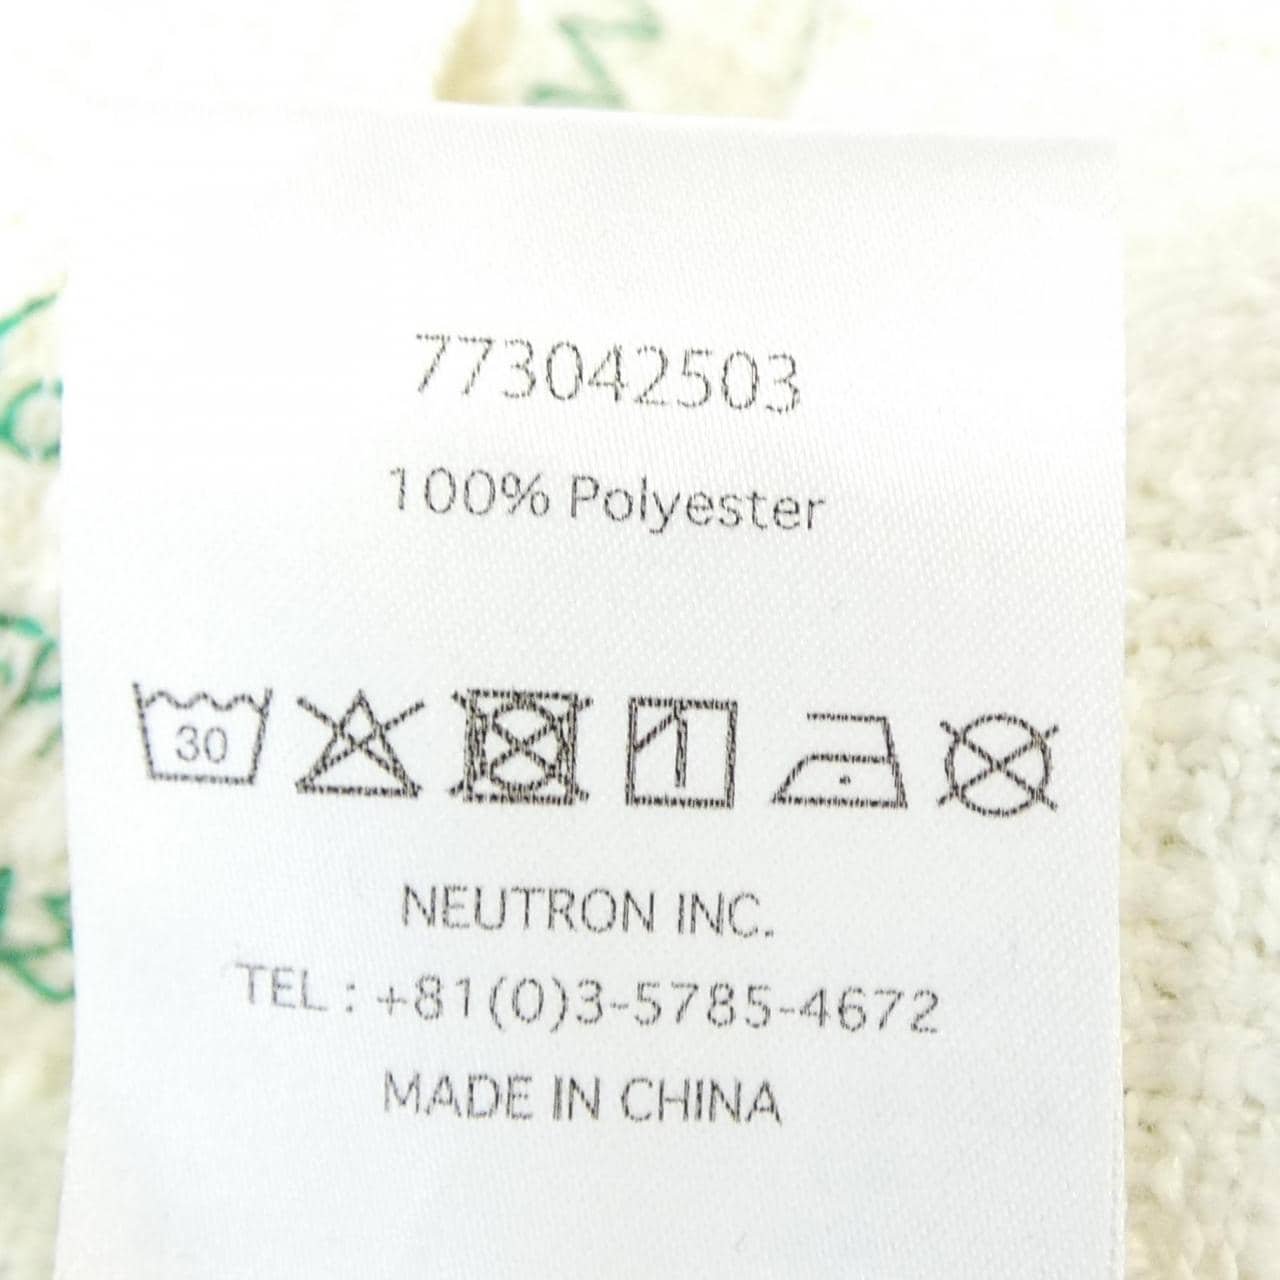 773042503
100% Polyester
30
NEUTRON INC.
TEL : +81(0)3-5785-4672
MADE IN CHINA